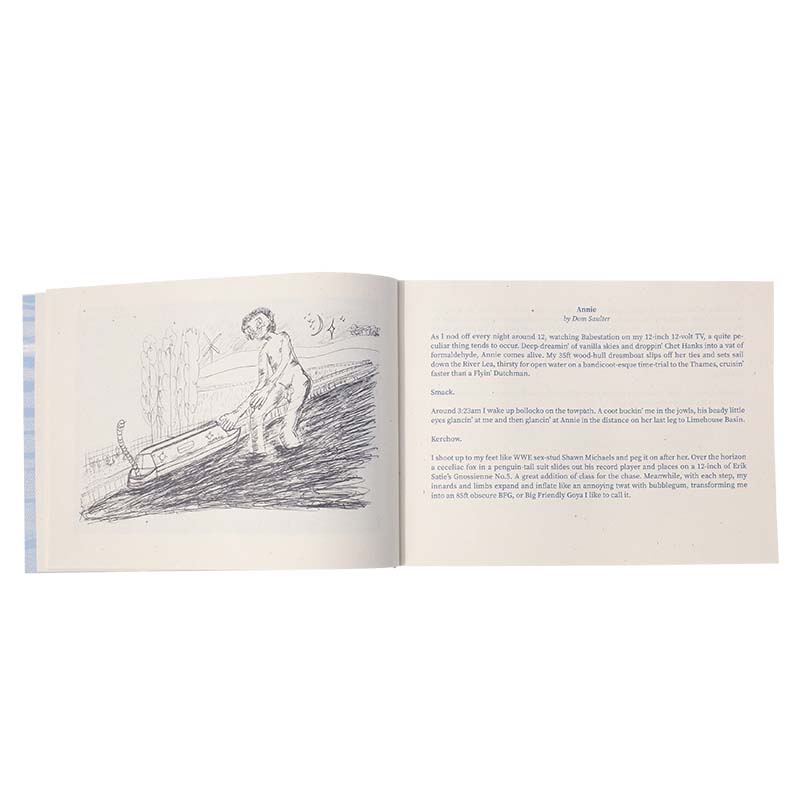 Annie
by Dom Saulter
As I nod off every night around 12, watching Babestation on my 12-inch 12-volt TV, a quite pe-
culiar thing tends to occur. Deep-dreamin' of vanilla skies and droppin' Chet Hanks into a vat of
formaldehyde, Annie comes alive. My 35ft wood-hull dreamboat slips off her ties and sets sail
down the River Lea, thirsty for open water on a bandicoot-esque time-trial to the Thames, cruisin'
faster than a Flyin' Dutchman.
Smack.
Around 3:23am I wake up bollocko on the towpath. A coot buckin' me in the jowls, his beady little
eyes glancin' at me and then glancin' at Annie in the distance on her last leg to Limehouse Basin.
Kerchow.
I shoot up to my feet like WWE sex-stud Shawn Michaels and peg it on after her. Over the horizon
a ceceliac fox in a penguin-tail suit slides out his record player and places on a 12-inch of Erik
Satie's Gnossienne No.5. A great addition of class for the chase. Meanwhile, with each step, my
innards and limbs expand and inflate like an annoying twat with bubblegum, transforming me
into an 85ft obscure BFG, or Big Friendly Goya I like to call it.